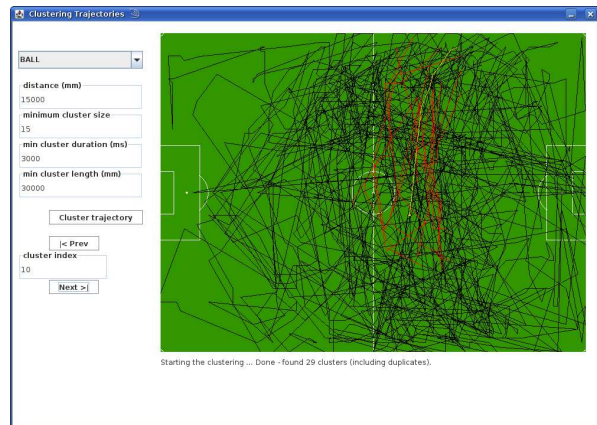 Clustering Trajectories
BALL
distance (mm)
15000
minimum cluster size
15
min cluster duration (ms)
3000
min cluster length (mm)
30000
Cluster trajectory
|< Prev
cluster index
10
Next >|
Starting the clustering ... Done - found 29 clusters (including duplicates).